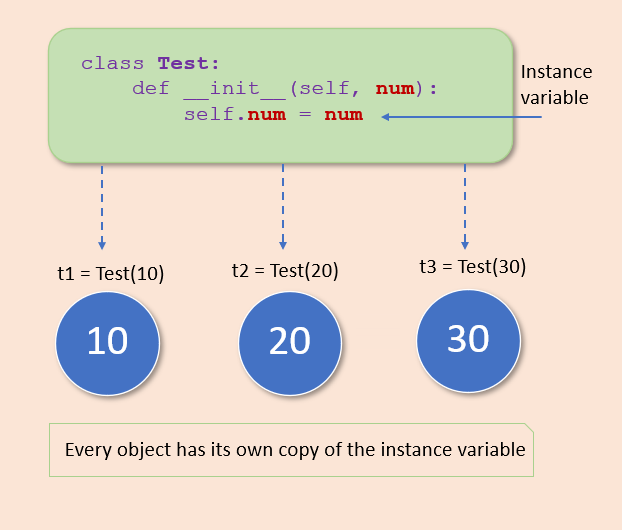 class Test:
def __init__(self, num):
self.num = num
Instance
variable
t1 = Test(10)
t2 = Test(20)
t3 = Test(30)
10
20
30
Every object has its own copy of the instance variable